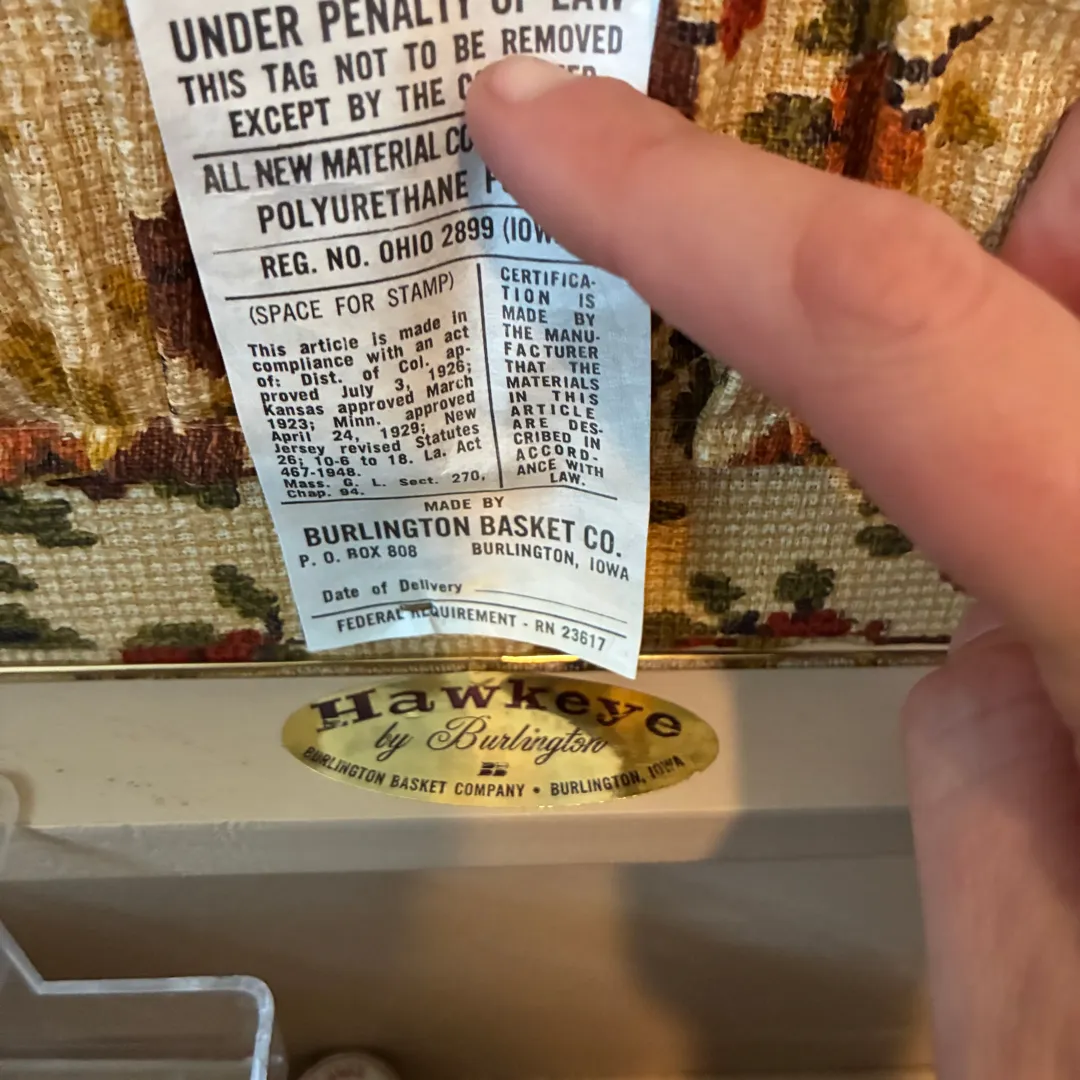 UNDER PENALTY OF LAW
THIS TAG NOT TO BE REMOVED
EXCEPT BY THE
ALL NEW MATERIAL
POLYURETHANE
REG. NO. OHIO 2899 (IOW
(SPACE FOR STAMP)
This article is made in
compliance with an act
of: Dist. of Col. ap-
proved July 3, 1926;
Kansas approved March
1923; Minn. approved
April 24, 1929; New
Jersey revised Statutes
26; 10-6 to 18. La. Act
467-1948.
Mass. G. L. Sect. 270,
Chap. 94.
CERTIFICA-
TION IS
MADE BY
THE MANU-
FACTURER
THAT THE
MATERIALS
IN THIS
ARTICLE
ARE DES-
CRIBED IN
ACCORD-
ANCE WITH
LAW.
MADE BY
BURLINGTON BASKET CO.
P. O. BOX 808 BURLINGTON, IOWA
Date of Delivery
FEDERAL REQUIREMENT - RN 23617
Hawkeye
by Burlington
BURLINGTON BASKET COMPANY • BURLINGTON, IOWA